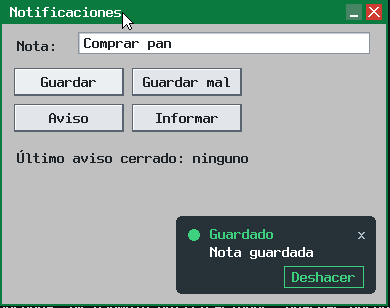 Notificaciones
Nota: Comprar pan
Guardar Guardar mal
Aviso Informar
Último aviso cerrado: ninguno
Guardado x
Nota guardada
Deshacer